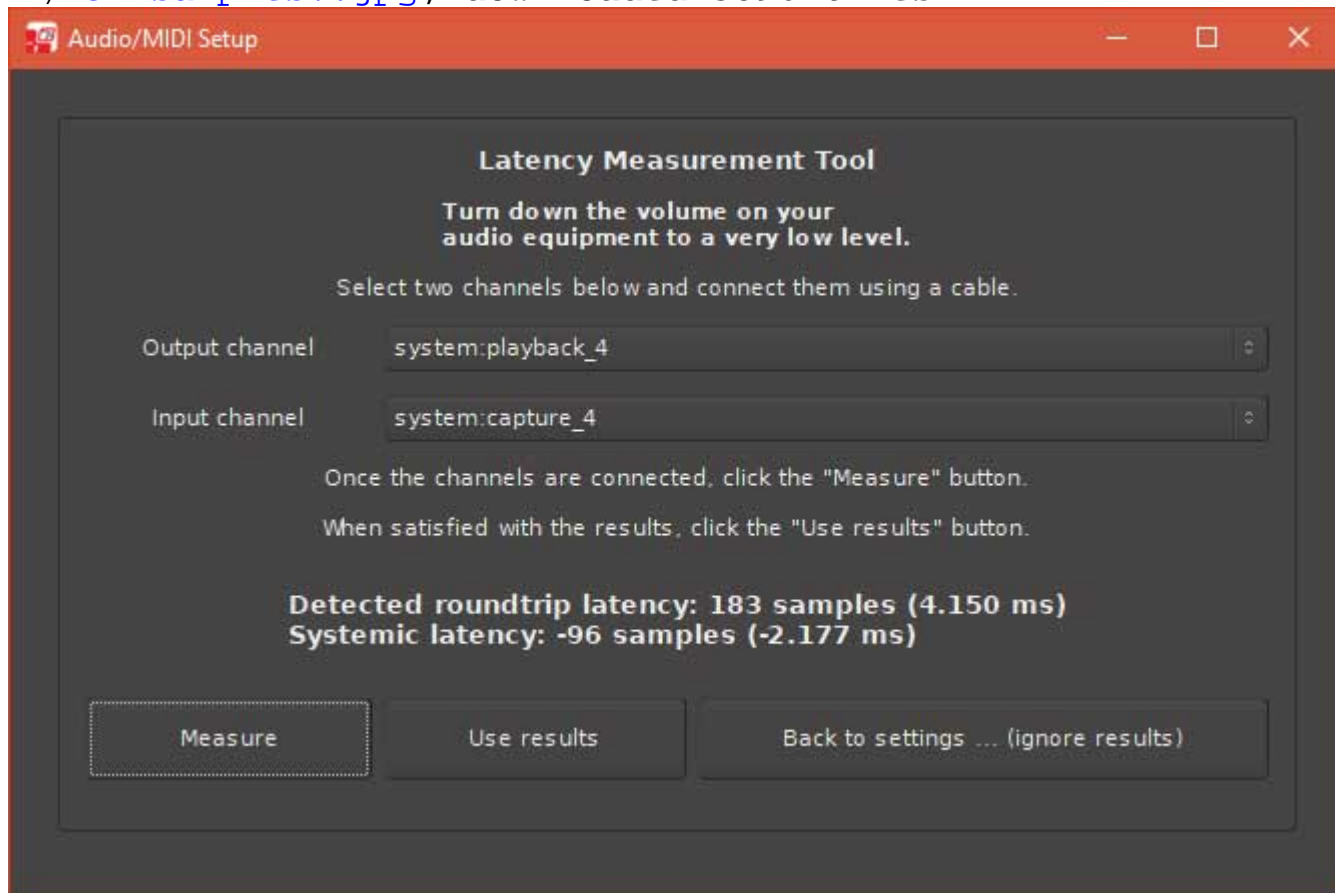 Audio/MIDI Setup
Latency Measurement Tool
Turn down the volume on your
audio equipment to a very low level.
Select two channels below and connect them using a cable.
Output channel system:playback_4
Input channel system:capture_4
Once the channels are connected, click the "Measure" button.
When satisfied with the results, click the "Use results" button.
Detected roundtrip latency: 183 samples (4.150 ms)
Systemic latency: -96 samples (-2.177 ms)
Measure Use results Back to settings ... (ignore results)